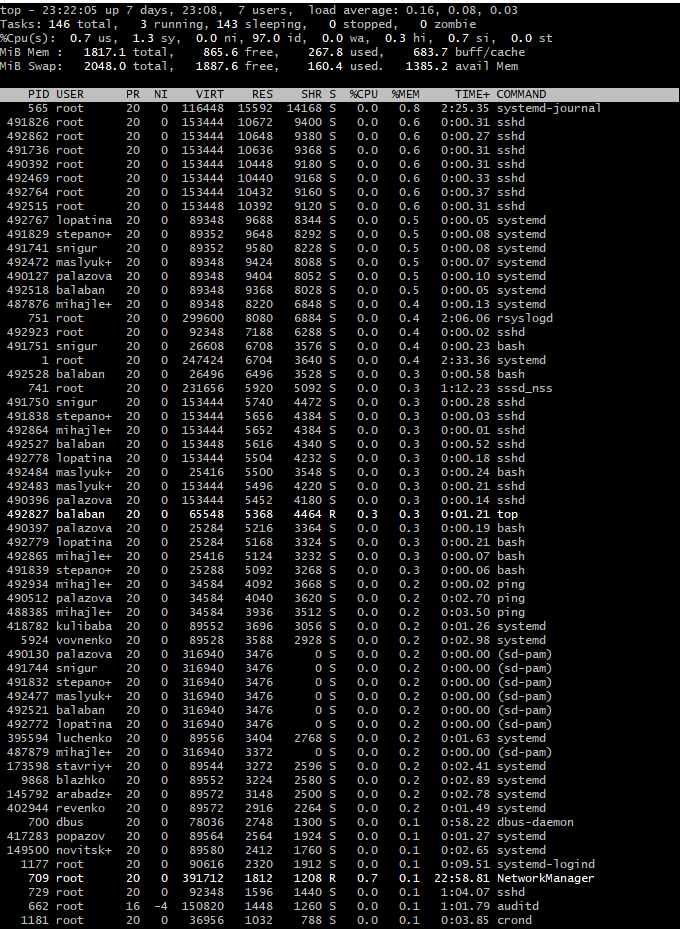 top - 23:22:05 up 7 days, 23:08,  7 users,  load average: 0.16, 0.08, 0.03
Tasks: 146 total,   3 running, 143 sleeping,   0 stopped,   0 zombie
%Cpu(s):  0.7 us,  1.3 sy,  0.0 ni, 97.0 id,  0.0 wa,  0.3 hi,  0.7 si,  0.0 st
MiB Mem :   1817.1 total,    865.6 free,    267.8 used,    683.7 buff/cache
MiB Swap:   2048.0 total,   1887.6 free,    160.4 used.   1385.2 avail Mem
PID USER      PR  NI    VIRT    RES    SHR S  %CPU  %MEM     TIME+ COMMAND
565 root      20   0  116448  15592  14168 S   0.0   0.8   2:25.35 systemd-journal
491826 root      20   0  153444  10672   9400 S   0.0   0.6   0:00.31 sshd
492862 root      20   0  153444  10648   9380 S   0.0   0.6   0:00.27 sshd
491736 root      20   0  153444  10636   9368 S   0.0   0.6   0:00.31 sshd
490392 root      20   0  153444  10448   9180 S   0.0   0.6   0:00.31 sshd
492469 root      20   0  153444  10440   9168 S   0.0   0.6   0:00.33 sshd
492764 root      20   0  153444  10432   9160 S   0.0   0.6   0:00.37 sshd
492515 root      20   0  153448  10392   9120 S   0.0   0.6   0:00.31 sshd
492767 lopatina  20   0   89348   9688   8344 S   0.0   0.5   0:00.05 systemd
491829 stepano+  20   0   89352   9648   8292 S   0.0   0.5   0:00.08 systemd
491741 snigur    20   0   89352   9580   8228 S   0.0   0.5   0:00.08 systemd
492472 maslyuk+  20   0   89348   9424   8088 S   0.0   0.5   0:00.07 systemd
490127 palazova  20   0   89348   9404   8052 S   0.0   0.5   0:00.10 systemd
492518 balaban   20   0   89348   9368   8028 S   0.0   0.5   0:00.05 systemd
487876 mihajle+  20   0   89348   8220   6848 S   0.0   0.4   0:00.13 systemd
751 root      20   0  299600   8080   6884 S   0.0   0.4   2:06.06 rsyslogd
492923 root      20   0   92348   7188   6288 S   0.0   0.4   0:00.02 sshd
491751 snigur    20   0   26608   6708   3576 S   0.0   0.4   0:00.23 bash
1 root      20   0  247424   6704   3640 S   0.0   0.4   2:33.36 systemd
492528 balaban   20   0   26496   6496   3528 S   0.0   0.3   0:00.58 bash
741 root      20   0  231656   5920   5092 S   0.0   0.3   1:12.23 sssd_nss
491750 snigur    20   0  153444   5740   4472 S   0.0   0.3   0:00.28 sshd
491838 stepano+  20   0  153444   5656   4384 S   0.0   0.3   0:00.03 sshd
492864 mihajle+  20   0  153444   5652   4384 S   0.0   0.3   0:00.01 sshd
492527 balaban   20   0  153448   5616   4340 S   0.0   0.3   0:00.52 sshd
492778 lopatina  20   0  153444   5504   4232 S   0.0   0.3   0:00.18 sshd
492484 maslyuk+  20   0   25416   5500   3548 S   0.0   0.3   0:00.24 bash
492483 maslyuk+  20   0  153444   5496   4220 S   0.0   0.3   0:00.21 sshd
490396 palazova  20   0  153444   5452   4180 S   0.0   0.3   0:00.14 sshd
492827 balaban   20   0   65548   5368   4464 R   0.3   0.3   0:01.21 top
490397 palazova  20   0   25284   5216   3364 S   0.0   0.3   0:00.19 bash
492779 lopatina  20   0   25284   5168   3324 S   0.0   0.3   0:00.21 bash
492865 mihajle+  20   0   25416   5124   3232 S   0.0   0.3   0:00.07 bash
491839 stepano+  20   0   25288   5092   3268 S   0.0   0.3   0:00.06 bash
492934 mihajle+  20   0   34584   4092   3668 S   0.0   0.2   0:00.02 ping
490512 palazova  20   0   34584   4040   3620 S   0.0   0.2   0:02.70 ping
488385 mihajle+  20   0   34584   3936   3512 S   0.0   0.2   0:03.50 ping
418782 kulibaba  20   0   89552   3696   3056 S   0.0   0.2   0:01.26 systemd
5924 vovnenko  20   0   89528   3588   2928 S   0.0   0.2   0:02.98 systemd
490130 palazova  20   0  316940   3476      0 S   0.0   0.2   0:00.00 (sd-pam)
491744 snigur    20   0  316940   3476      0 S   0.0   0.2   0:00.00 (sd-pam)
491832 stepano+  20   0  316940   3476      0 S   0.0   0.2   0:00.00 (sd-pam)
492477 maslyuk+  20   0  316940   3476      0 S   0.0   0.2   0:00.00 (sd-pam)
492521 balaban   20   0  316940   3476      0 S   0.0   0.2   0:00.00 (sd-pam)
492772 lopatina  20   0  316940   3476      0 S   0.0   0.2   0:00.00 (sd-pam)
395594 luchenko  20   0   89556   3404   2768 S   0.0   0.2   0:01.63 systemd
487879 mihajle+  20   0  316940   3372      0 S   0.0   0.2   0:00.00 (sd-pam)
173598 stavriy+  20   0   89544   3272   2596 S   0.0   0.2   0:02.41 systemd
9868 blazhko   20   0   89552   3224   2580 S   0.0   0.2   0:02.89 systemd
145792 arabadz+  20   0   89572   3148   2500 S   0.0   0.2   0:02.78 systemd
402944 revenko   20   0   89572   2916   2264 S   0.0   0.2   0:01.49 systemd
700 dbus      20   0   78036   2748   1300 S   0.0   0.1   0:58.22 dbus-daemon
417283 popazov   20   0   89564   2564   1924 S   0.0   0.1   0:01.27 systemd
149500 novitsk+  20   0   89580   2412   1760 S   0.0   0.1   0:02.65 systemd
1177 root      20   0   90616   2320   1912 S   0.0   0.1   0:09.51 systemd-logind
709 root      20   0  391712   1812   1208 R   0.7   0.1  22:58.81 NetworkManager
729 root      20   0   92348   1596   1440 S   0.0   0.1   1:04.07 sshd
662 root      16  -4  150820   1448   1260 S   0.0   0.1   1:01.79 auditd
1181 root      20   0   36956   1032    788 S   0.0   0.1   0:03.85 crond